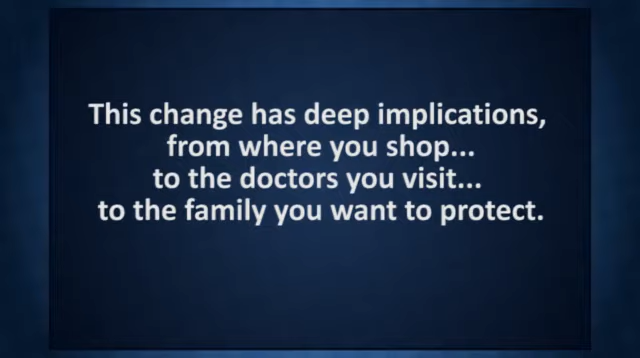 This change has deep implications,
from where you shop...
to the doctors you visit...
to the family you want to protect.